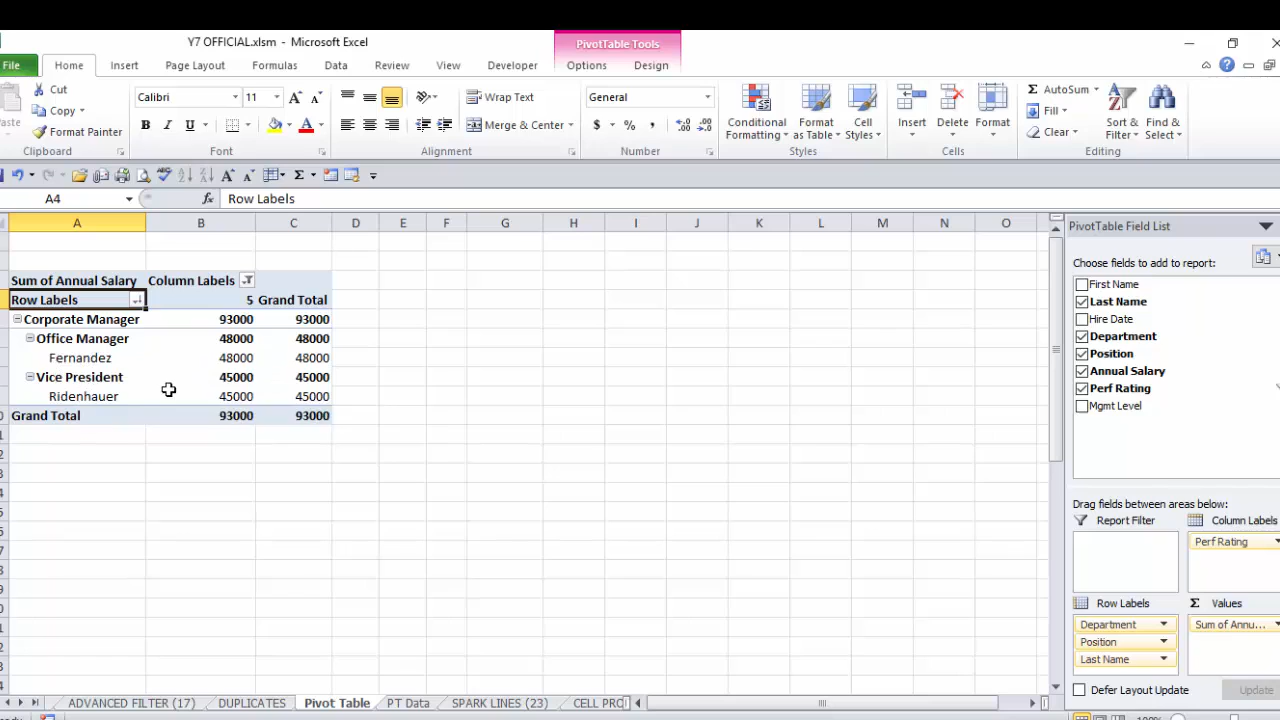 Y7 OFFICIAL.xlsm - Microsoft Excel
PivotTable Tools
File Home Insert Page Layout Formulas Data Review View Developer Options Design
Cut
Copy
Paste
Format Painter
Clipboard
Calibri 11
B I U A
Font
Wrap Text
Merge & Center
Alignment
General
$ % ,
Number
Conditional Formatting
Format as Table
Cell Styles
Styles
Insert Delete Format
Cells
AutoSum
Fill
Clear
Sort & Filter
Find & Select
Editing
A4 fx Row Labels
A B C D E F G H I J K L M N O
Sum of Annual Salary Column Labels
Row Labels 5 Grand Total
Corporate Manager 93000 93000
Office Manager 48000 48000
Fernandez 48000 48000
Vice President 45000 45000
Ridenhauer 45000 45000
Grand Total 93000 93000
PivotTable Field List
Choose fields to add to report:
First Name
Last Name
Hire Date
Department
Position
Annual Salary
Perf Rating
Mgmt Level
Drag fields between areas below:
Report Filter Column Labels
Perf Rating
Row Labels Σ Values
Department Sum of Annu...
Position
Last Name
Defer Layout Update Update
ADVANCED FILTER (17) DUPLICATES Pivot Table PT Data SPARK LINES (23) CELL PRO